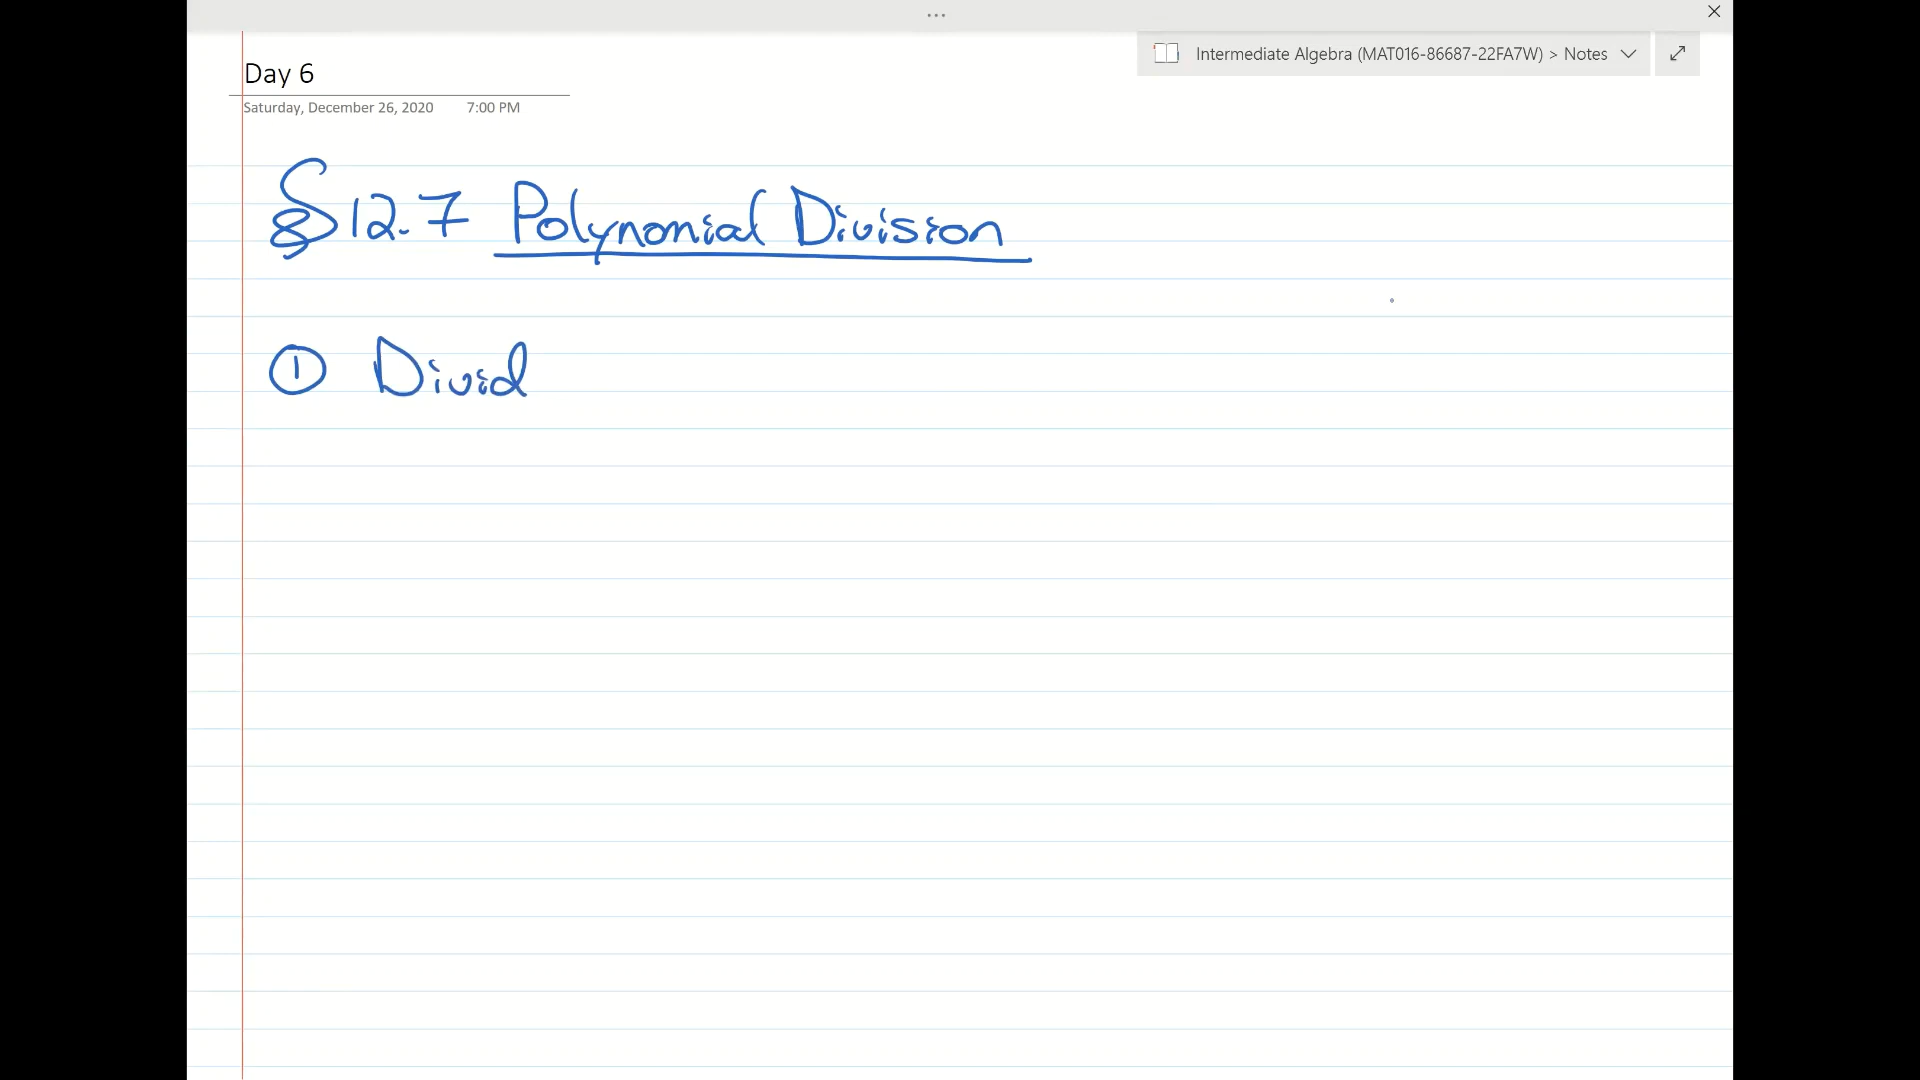 Intermediate Algebra (MAT016-86687-22FA7W) > Notes
Day 6
Saturday, December 26, 2020 7:00 PM
§ 12.7 Polynomial Division
① Divid